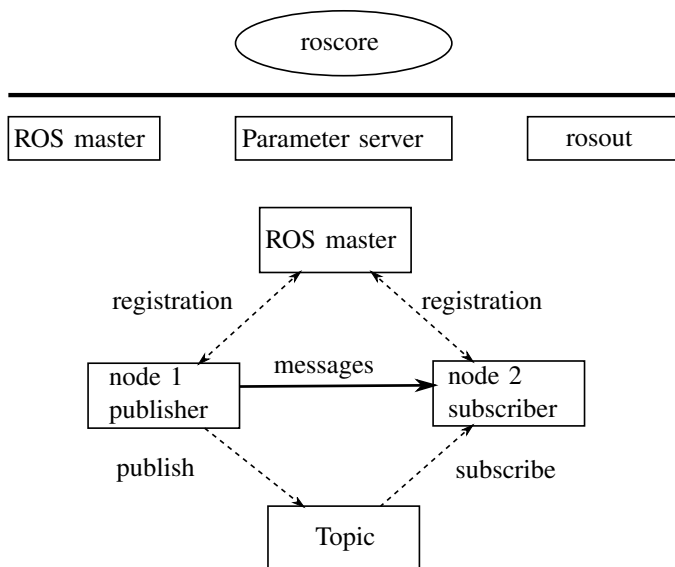 roscore
ROS master
Parameter server
rosout
ROS master
registration
registration
messages
node 1
publisher
node 2
subscriber
publish
subscribe
Topic